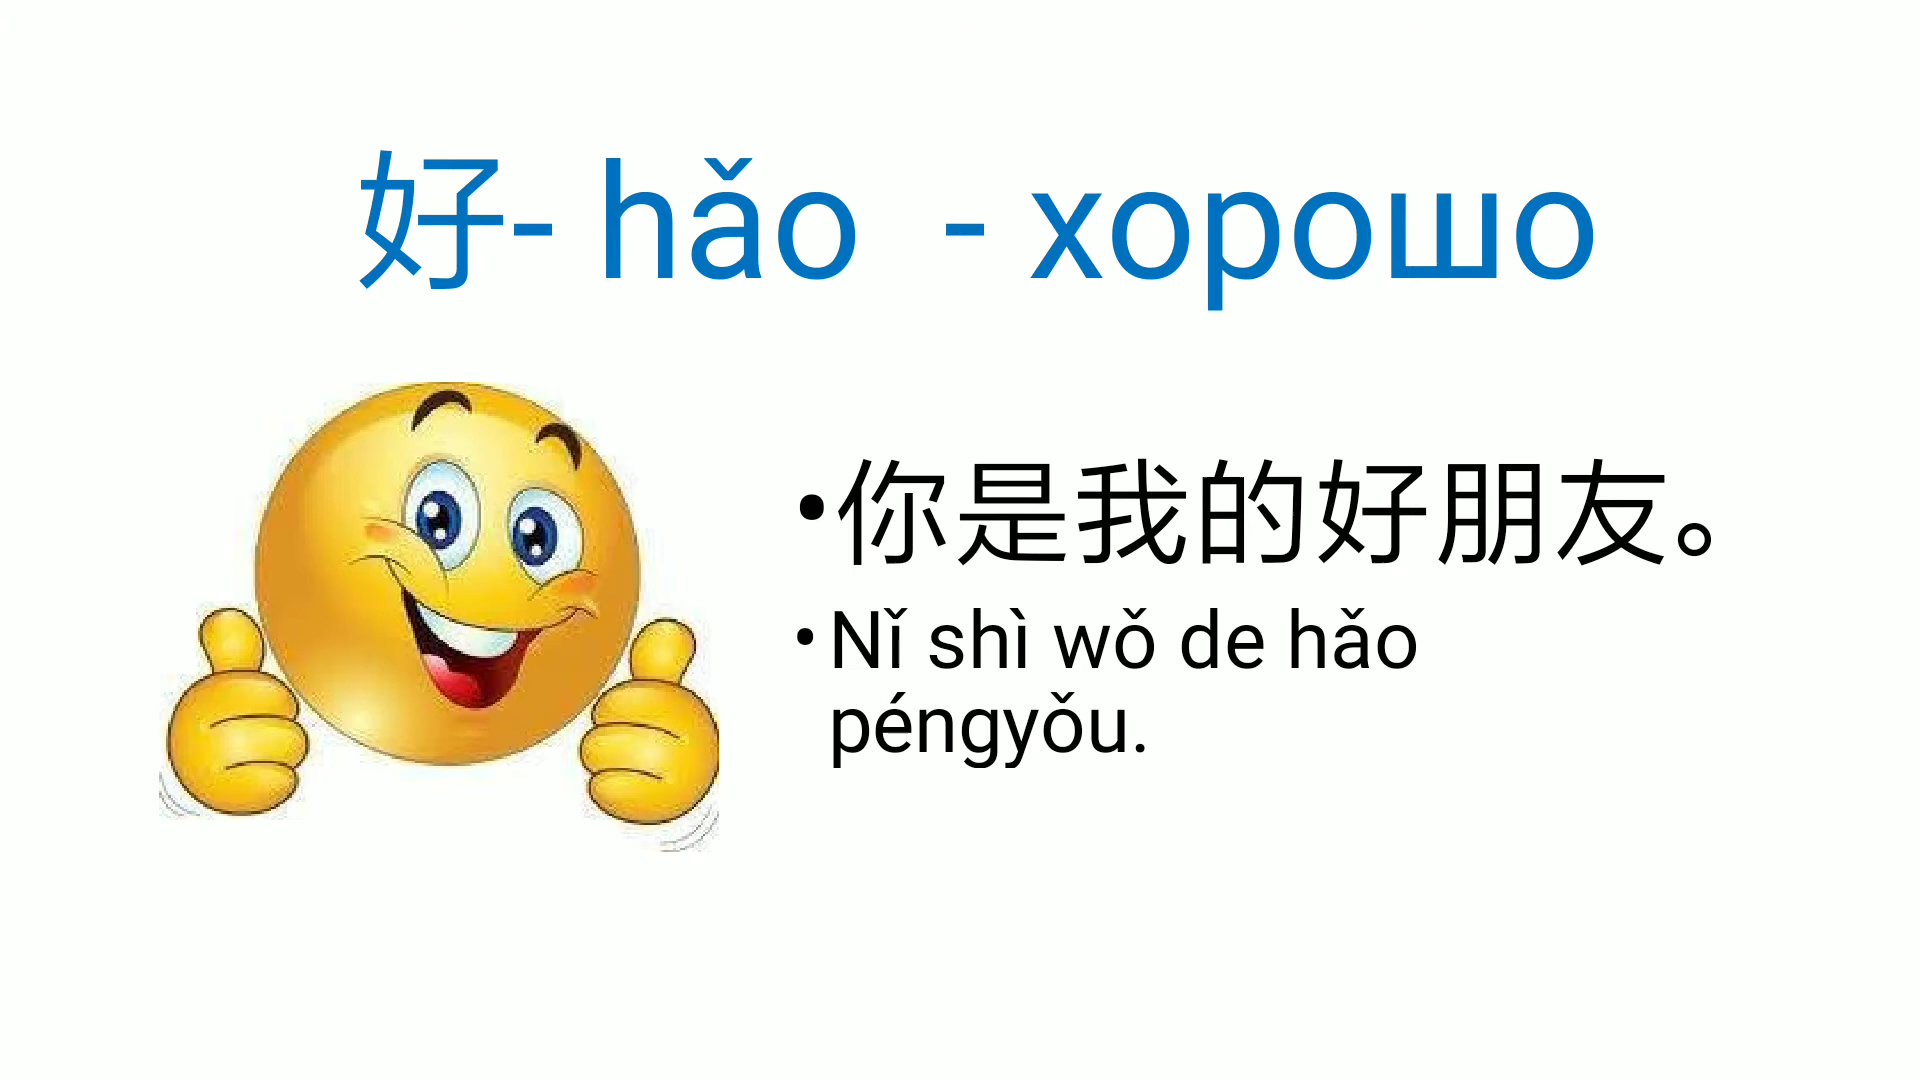 好- hǎo  - хорошо
•你是我的好朋友。
•Nǐ shì wǒ de hǎo
péngyǒu.